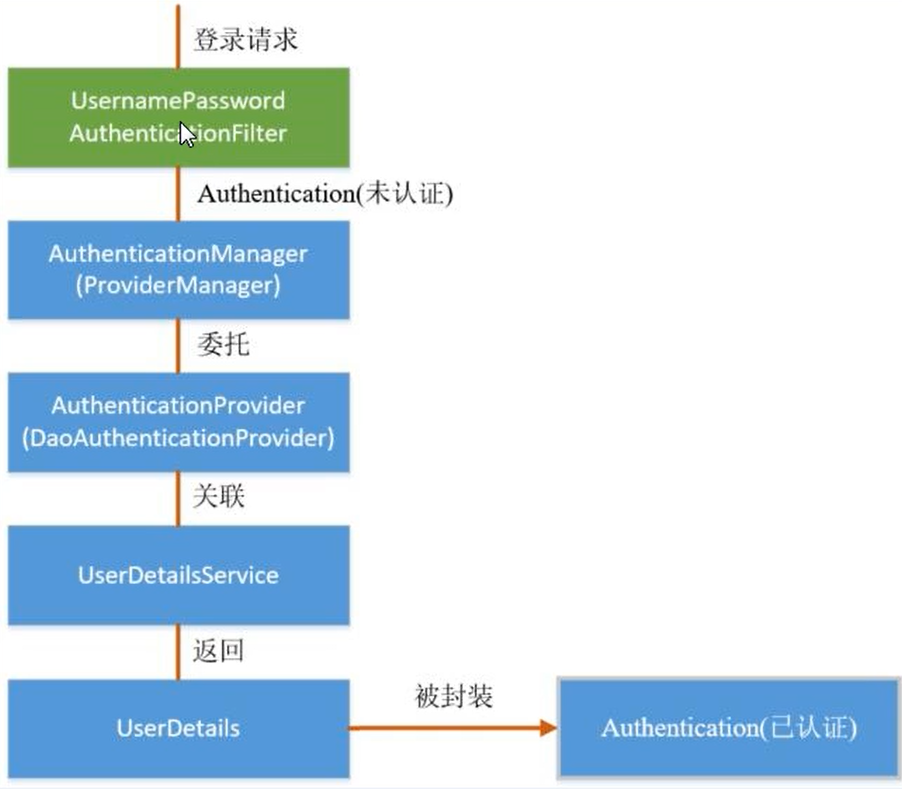 登录请求
UsernamePassword
AuthenticationFilter
Authentication(未认证)
AuthenticationManager
(ProviderManager)
委托
AuthenticationProvider
(DaoAuthenticationProvider)
关联
UserDetailsService
返回
UserDetails
被封装
Authentication(已认证)